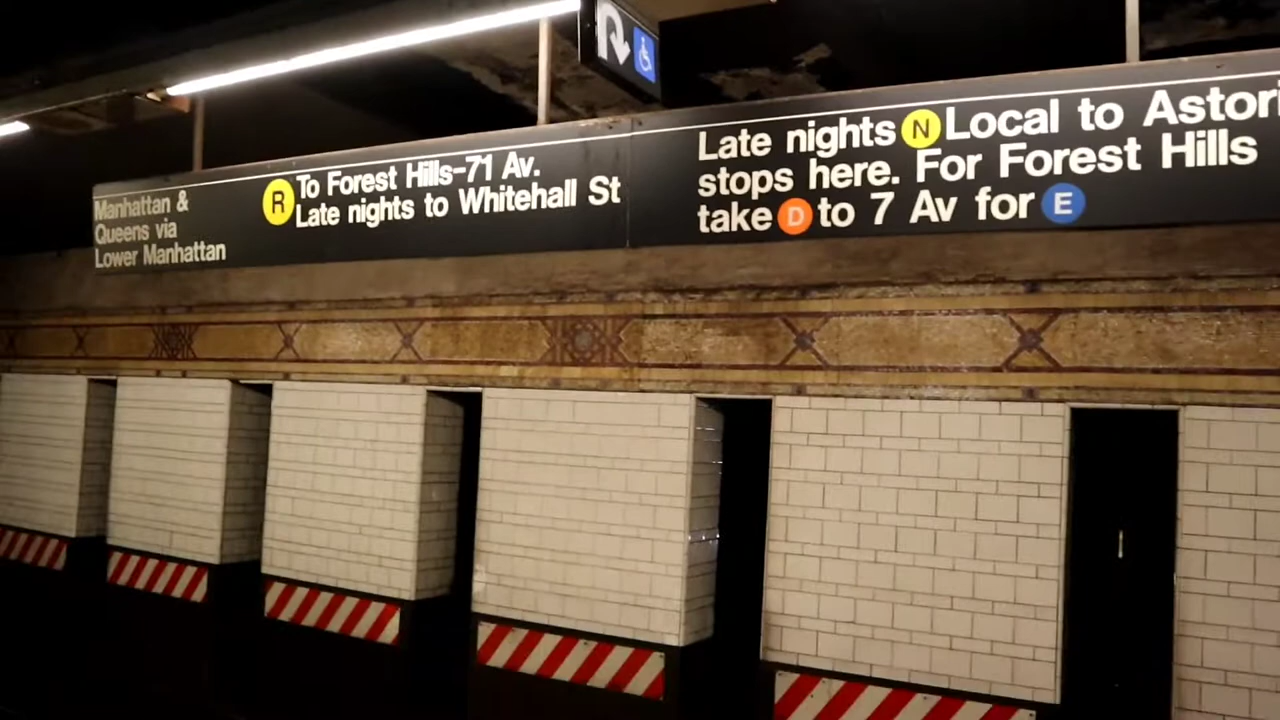 Manhattan &
Queens via
Lower Manhattan
R To Forest Hills-71 Av.
Late nights to Whitehall St
Late nights N Local to Astori
stops here. For Forest Hills
take D to 7 Av for E